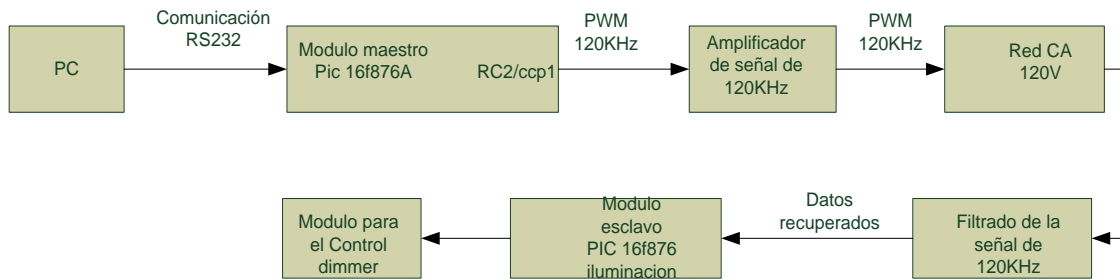 Comunicación
RS232
PC
Modulo maestro
Pic 16f876A
RC2/ccp1
PWM
120KHz
Amplificador
de señal de
120KHz
PWM
120KHz
Red CA
120V
Modulo para
el Control
dimmer
Modulo
esclavo
PIC 16f876
iluminacion
Datos
recuperados
Filtrado de la
señal de
120KHz